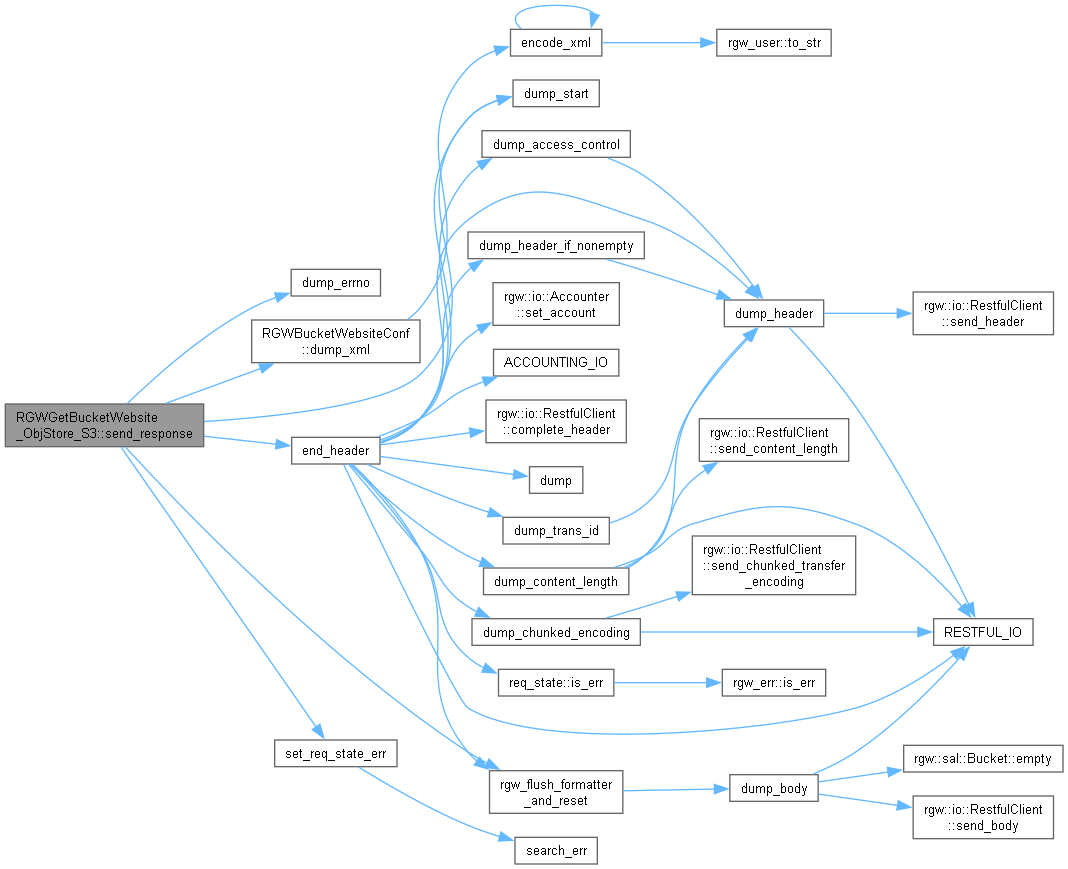 encode_xml
rgw_user::to_str
dump_start
dump_access_control
dump_header_if_nonempty
dump_errno
rgw::io::Accounter
::set_account
dump_header
rgw::io::RestfulClient
::send_header
RGWBucketWebsiteConf
::dump_xml
ACCOUNTING_IO
RGWGetBucketWebsite
_ObjStore_S3::send_response
rgw::io::RestfulClient
::complete_header
end_header
rgw::io::RestfulClient
::send_content_length
dump
dump_trans_id
rgw::io::RestfulClient
::send_chunked_transfer
_encoding
dump_content_length
dump_chunked_encoding
RESTFUL_IO
req_state::is_err
rgw_err::is_err
set_req_state_err
rgw::sal::Bucket::empty
rgw_flush_formatter
_and_reset
dump_body
rgw::io::RestfulClient
::send_body
search_err